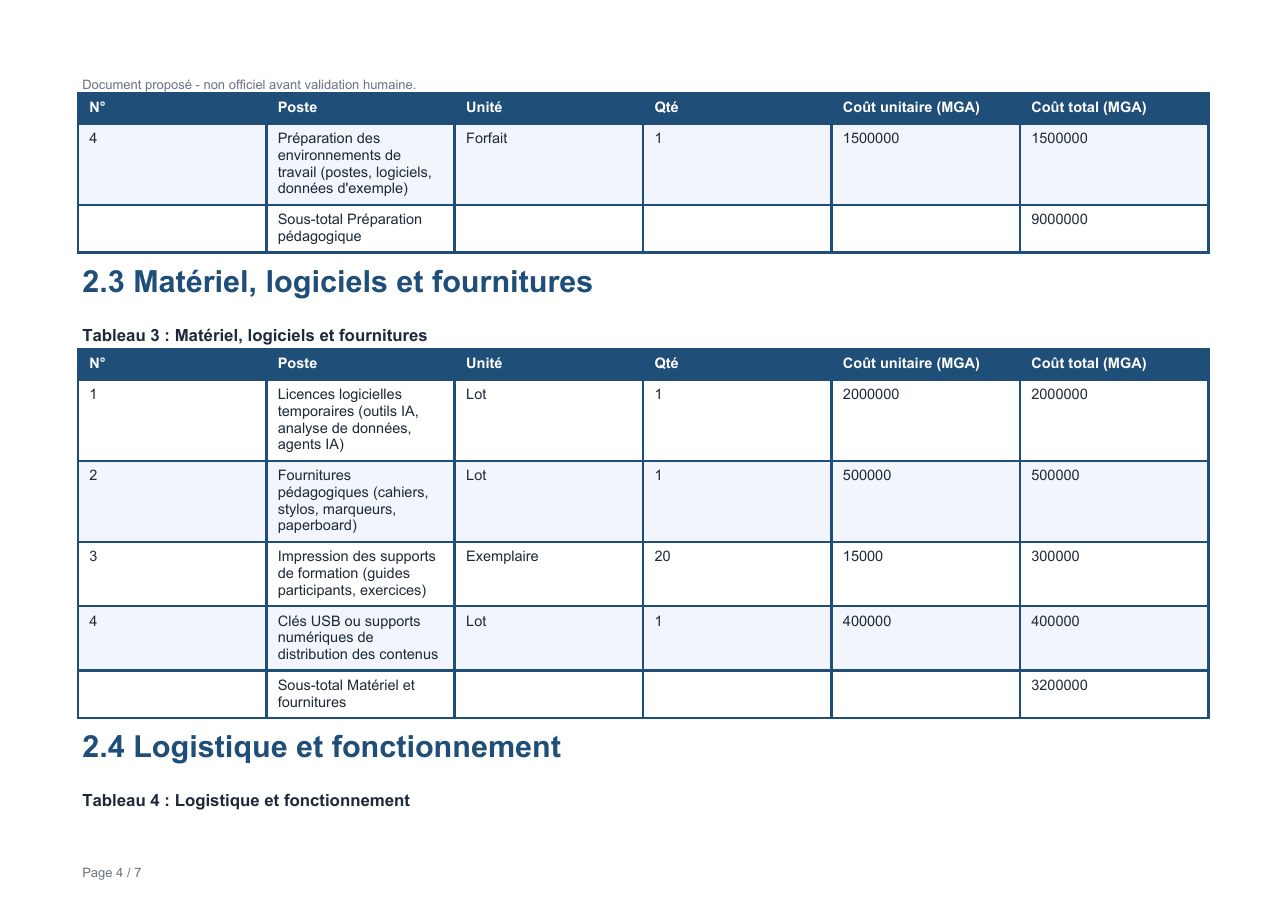 Document proposé - non officiel avant validation humaine.
N° Poste Unité Qté Coût unitaire (MGA) Coût total (MGA)
4 Préparation des Forfait 1 1500000 1500000
environnements de
travail (postes, logiciels,
données d'exemple)
Sous-total Préparation 9000000
pédagogique
2.3 Matériel, logiciels et fournitures
Tableau 3 : Matériel, logiciels et fournitures
N° Poste Unité Qté Coût unitaire (MGA) Coût total (MGA)
1 Licences logicielles Lot 1 2000000 2000000
temporaires (outils IA,
analyse de données,
agents IA)
2 Fournitures Lot 1 500000 500000
pédagogiques (cahiers,
stylos, marqueurs,
paperboard)
3 Impression des supports Exemplaire 20 15000 300000
de formation (guides
participants, exercices)
4 Clés USB ou supports Lot 1 400000 400000
numériques de
distribution des contenus
Sous-total Matériel et 3200000
fournitures
2.4 Logistique et fonctionnement
Tableau 4 : Logistique et fonctionnement
Page 4 / 7